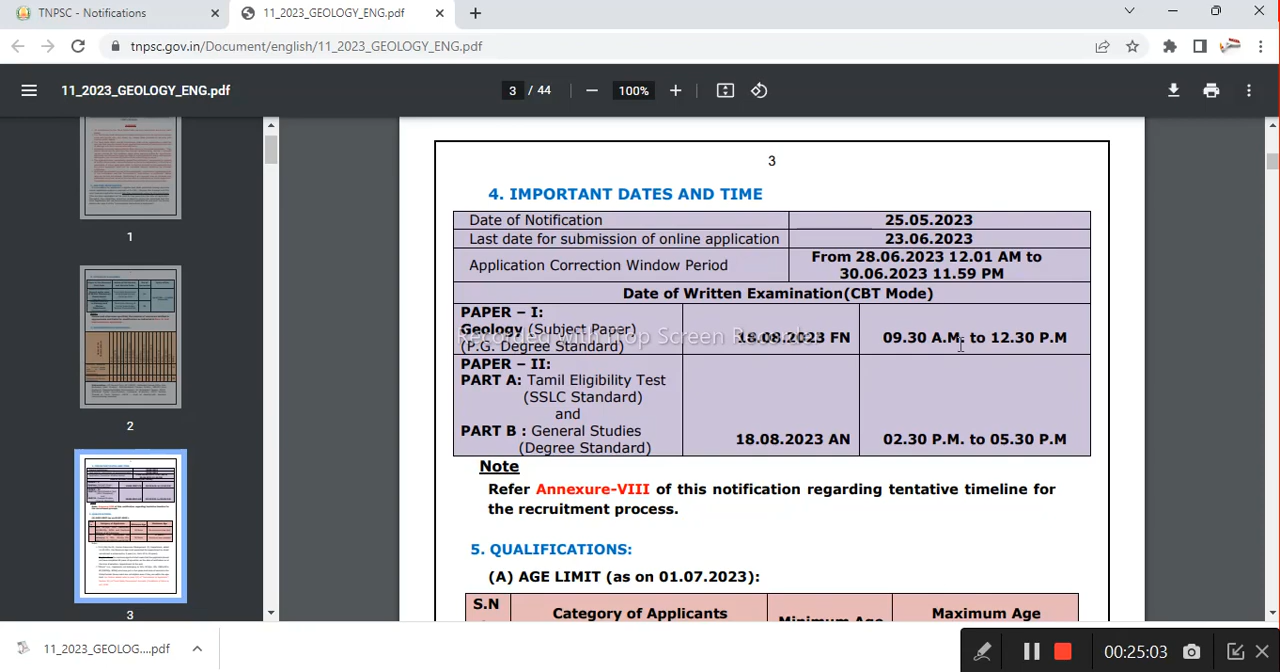 TNPSC - Notifications
11_2023_GEOLOGY_ENG.pdf
tnpsc.gov.in/Document/english/11_2023_GEOLOGY_ENG.pdf
11_2023_GEOLOGY_ENG.pdf
3 / 44
100%
1
2
3
3
4. IMPORTANT DATES AND TIME
Date of Notification 25.05.2023
Last date for submission of online application 23.06.2023
Application Correction Window Period From 28.06.2023 12.01 AM to
30.06.2023 11.59 PM
Date of Written Examination(CBT Mode)
PAPER – I:
Geology (Subject Paper)
(P.G. Degree Standard)
18.08.2023 FN 09.30 A.M. to 12.30 P.M
PAPER – II:
PART A: Tamil Eligibility Test
(SSLC Standard)
and
PART B : General Studies
(Degree Standard)
18.08.2023 AN 02.30 P.M. to 05.30 P.M
Recorded with iTop Screen
Note
Refer Annexure-VIII of this notification regarding tentative timeline for
the recruitment process.
5. QUALIFICATIONS:
(A) AGE LIMIT (as on 01.07.2023):
S.N Category of Applicants Minimum Age Maximum Age
11_2023_GEOLOG....pdf
00:25:03